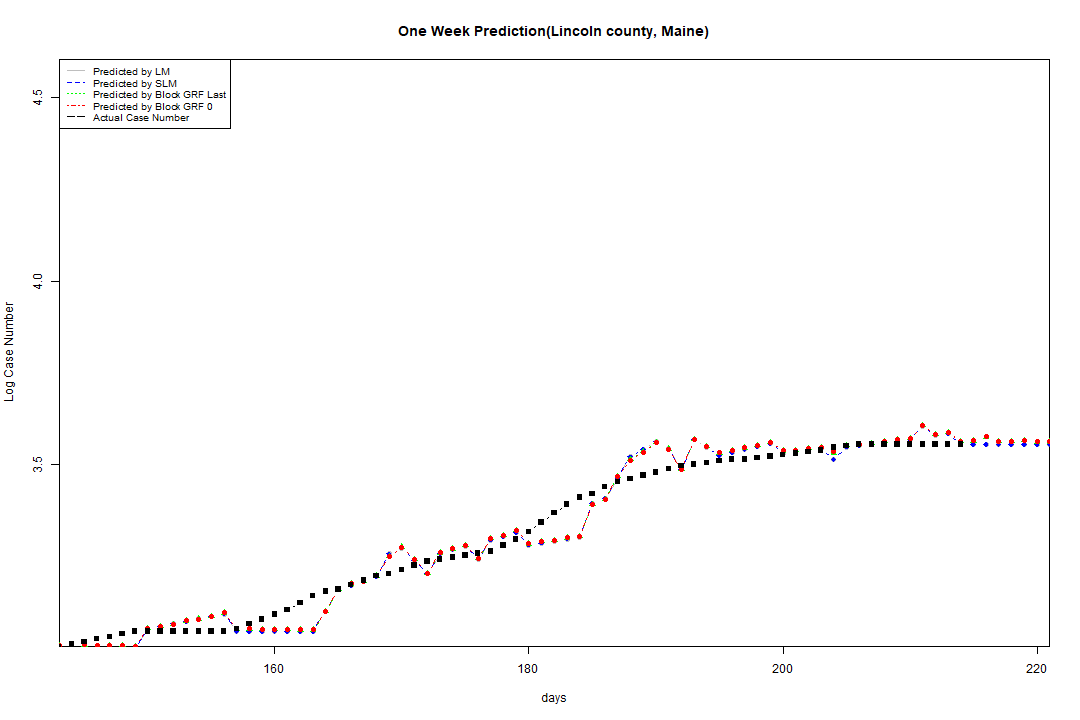 One Week Prediction(Lincoln county, Maine)
Predicted by LM
Predicted by SLM
Predicted by Block GRF Last
Predicted by Block GRF 0
Actual Case Number
4.5
4.0
3.5
Log Case Number
160
180
200
220
days